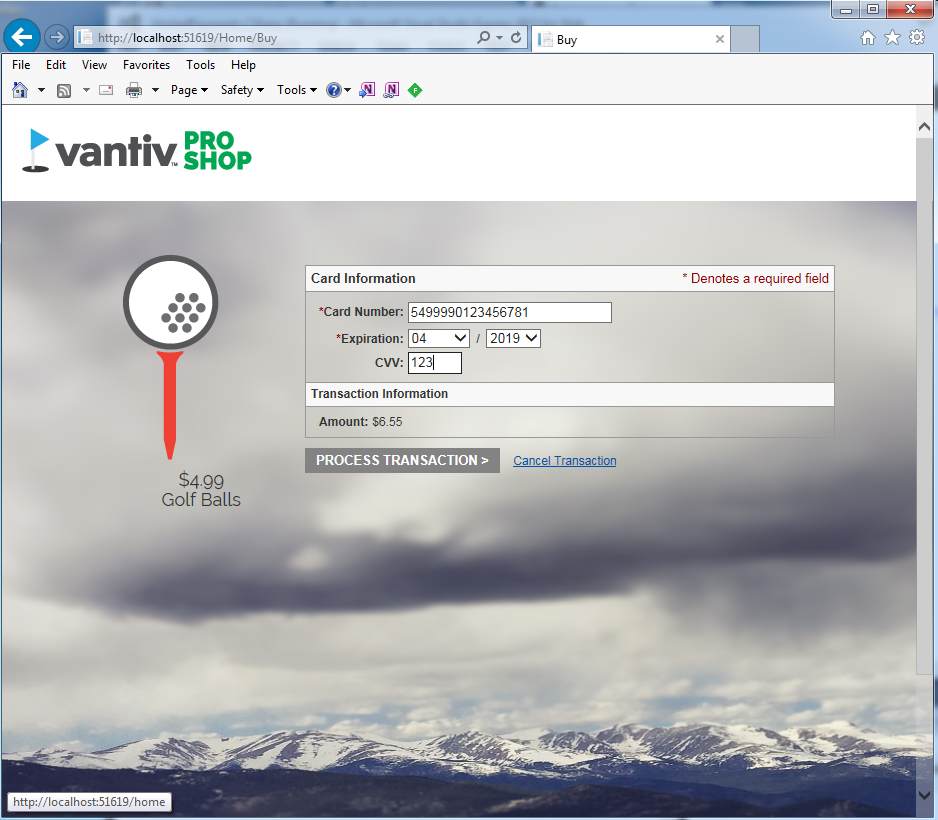 http://localhost:51619/Home/Buy
Buy
File Edit View Favorites Tools Help
Page Safety Tools
vantiv™ PRO SHOP
Card Information * Denotes a required field
*Card Number: 5499990123456781
*Expiration: 04 / 2019
CVV: 123
Transaction Information
Amount: $6.55
PROCESS TRANSACTION > Cancel Transaction
$4.99
Golf Balls
http://localhost:51619/home